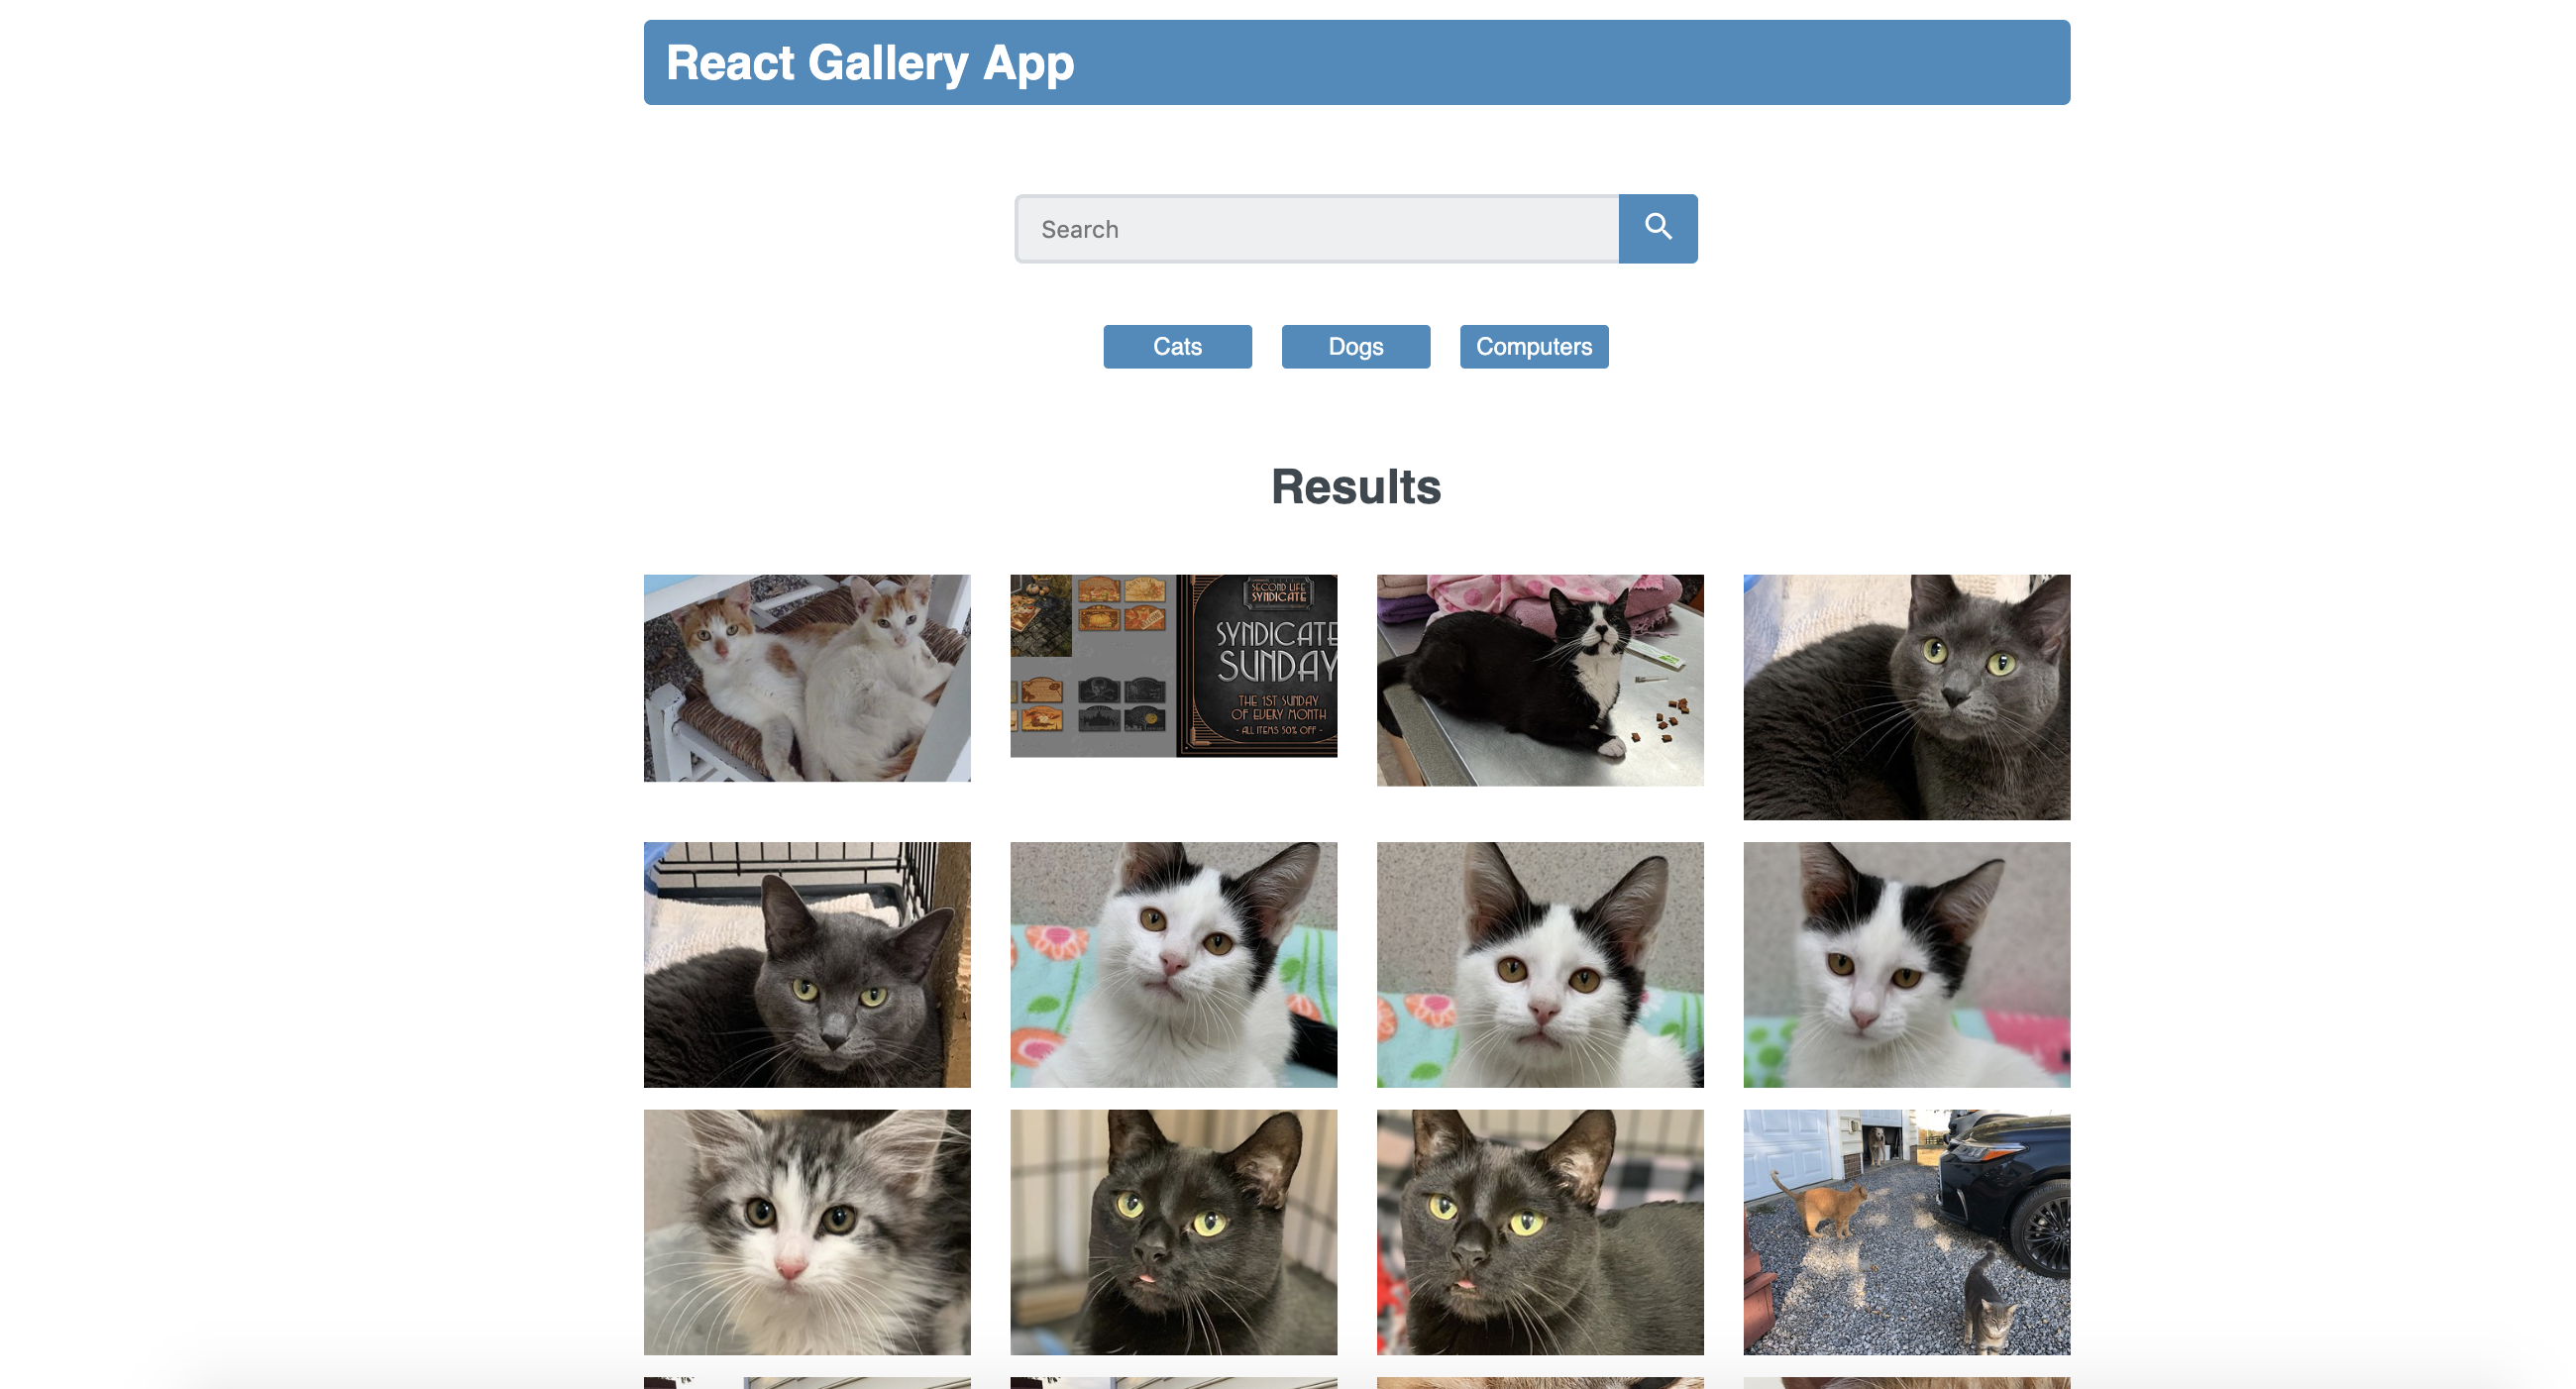 React Gallery App
Search
Cats
Dogs
Computers
Results
SECOND LIFE
SYNDICATE
SYNDICATE
SUNDAY
THE 1ST SUNDAY
OF EVERY MONTH
- ALL ITEMS 50% OFF -